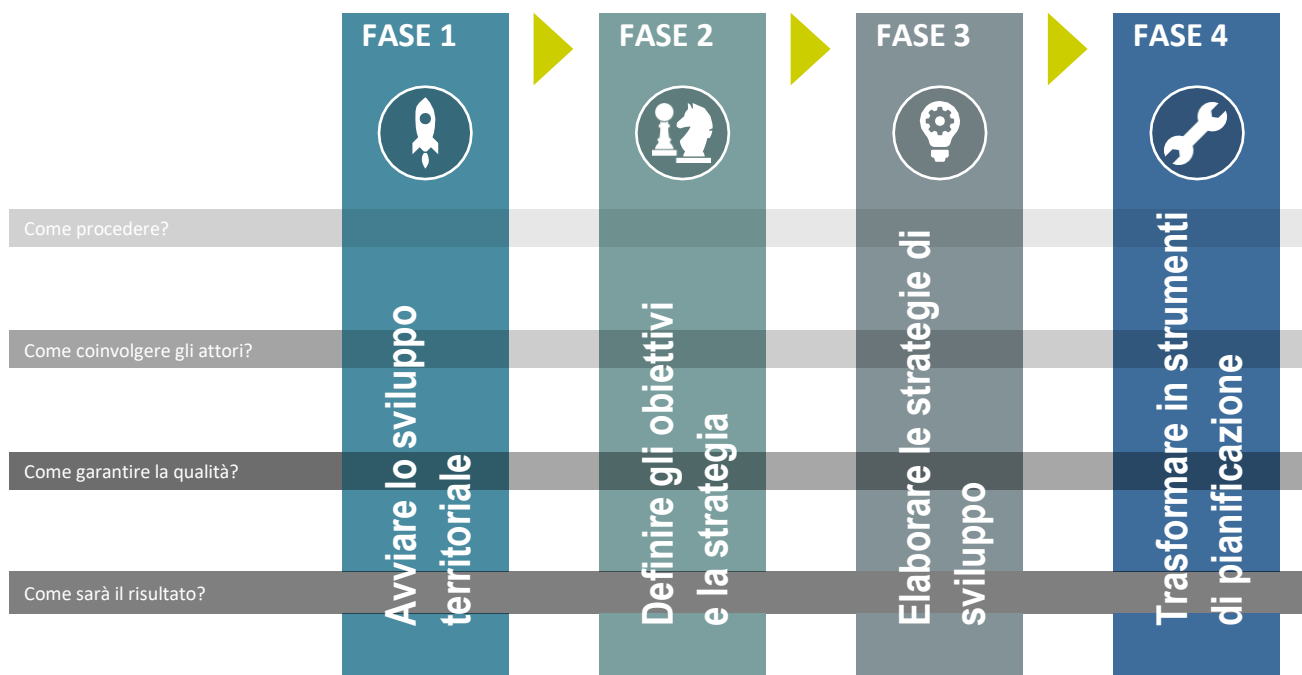 FASE 1
FASE 2
FASE 3
FASE 4
Come procedere?
Come coinvolgere gli attori?
Come garantire la qualità?
Come sarà il risultato?
Avviare lo sviluppo
territoriale
Definire gli obiettivi
e la strategia
Elaborare le strategie di
sviluppo
Trasformare in strumenti
di pianificazione